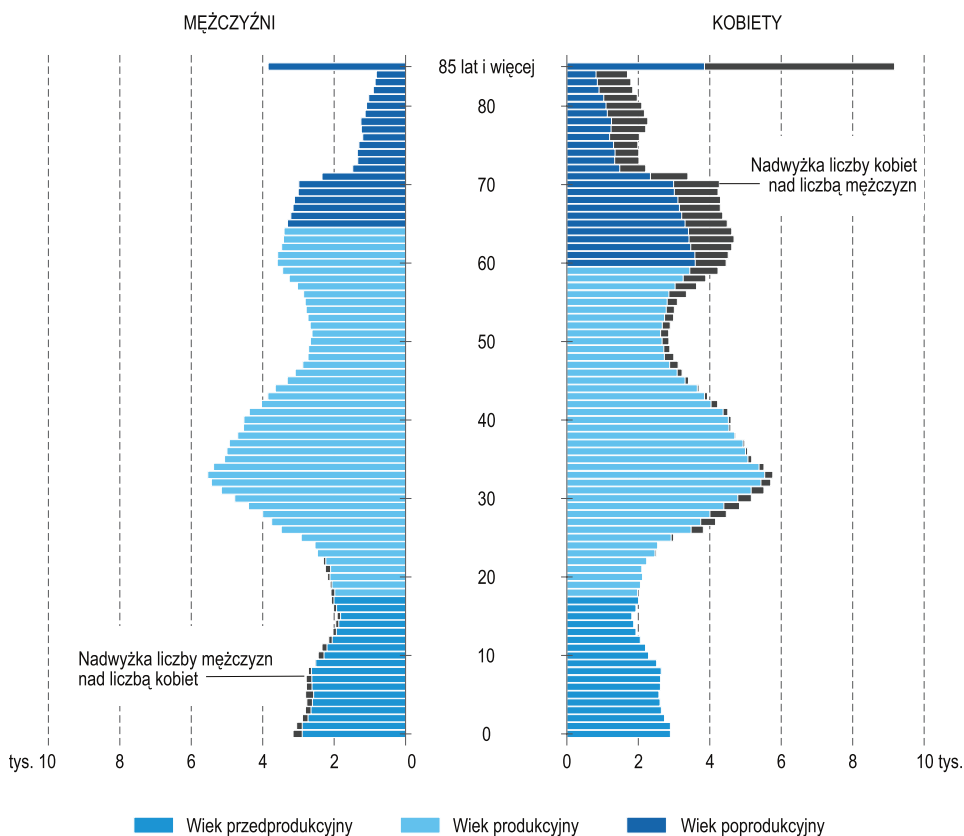 MĘŻCZYŹNI
KOBIETY
85 lat i więcej
80
Nadwyżka liczby kobiet
nad liczbą mężczyzn
70
60
50
40
30
20
Nadwyżka liczby mężczyzn
nad liczbą kobiet
10
0
tys. 10 8 6 4 2 0 0 2 4 6 8 10 tys.
Wiek przedprodukcyjny Wiek produkcyjny Wiek poprodukcyjny